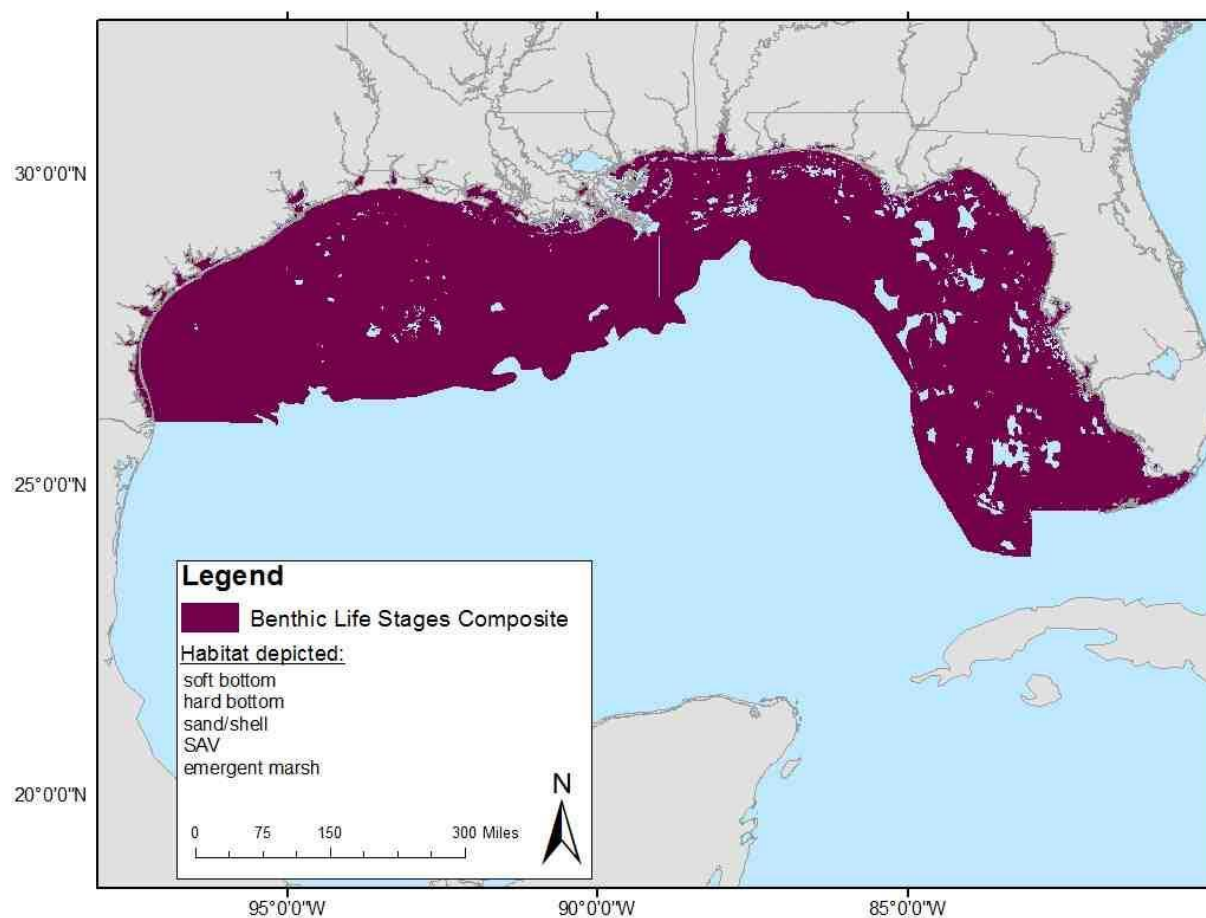 30°0'0"N
25°0'0"N
20°0'0"N
Legend
Benthic Life Stages Composite
Habitat depicted:
soft bottom
hard bottom
sand/shell
SAV
emergent marsh
N
0 75 150 300 Miles
95°0'0"W 90°0'0"W 85°0'0"W